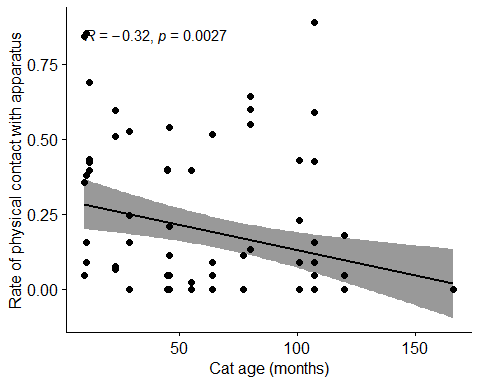 R = −0.32, p = 0.0027
Rate of physical contact with apparatus
0.75
0.50
0.25
0.00
50
100
150
Cat age (months)